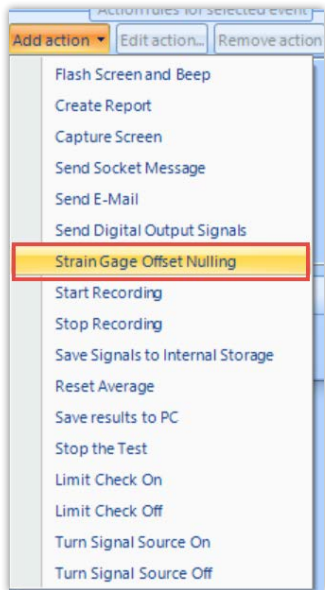 Action rules for selected event
Add action Edit action... Remove action
Flash Screen and Beep
Create Report
Capture Screen
Send Socket Message
Send E-Mail
Send Digital Output Signals
Strain Gage Offset Nulling
Start Recording
Stop Recording
Save Signals to Internal Storage
Reset Average
Save results to PC
Stop the Test
Limit Check On
Limit Check Off
Turn Signal Source On
Turn Signal Source Off